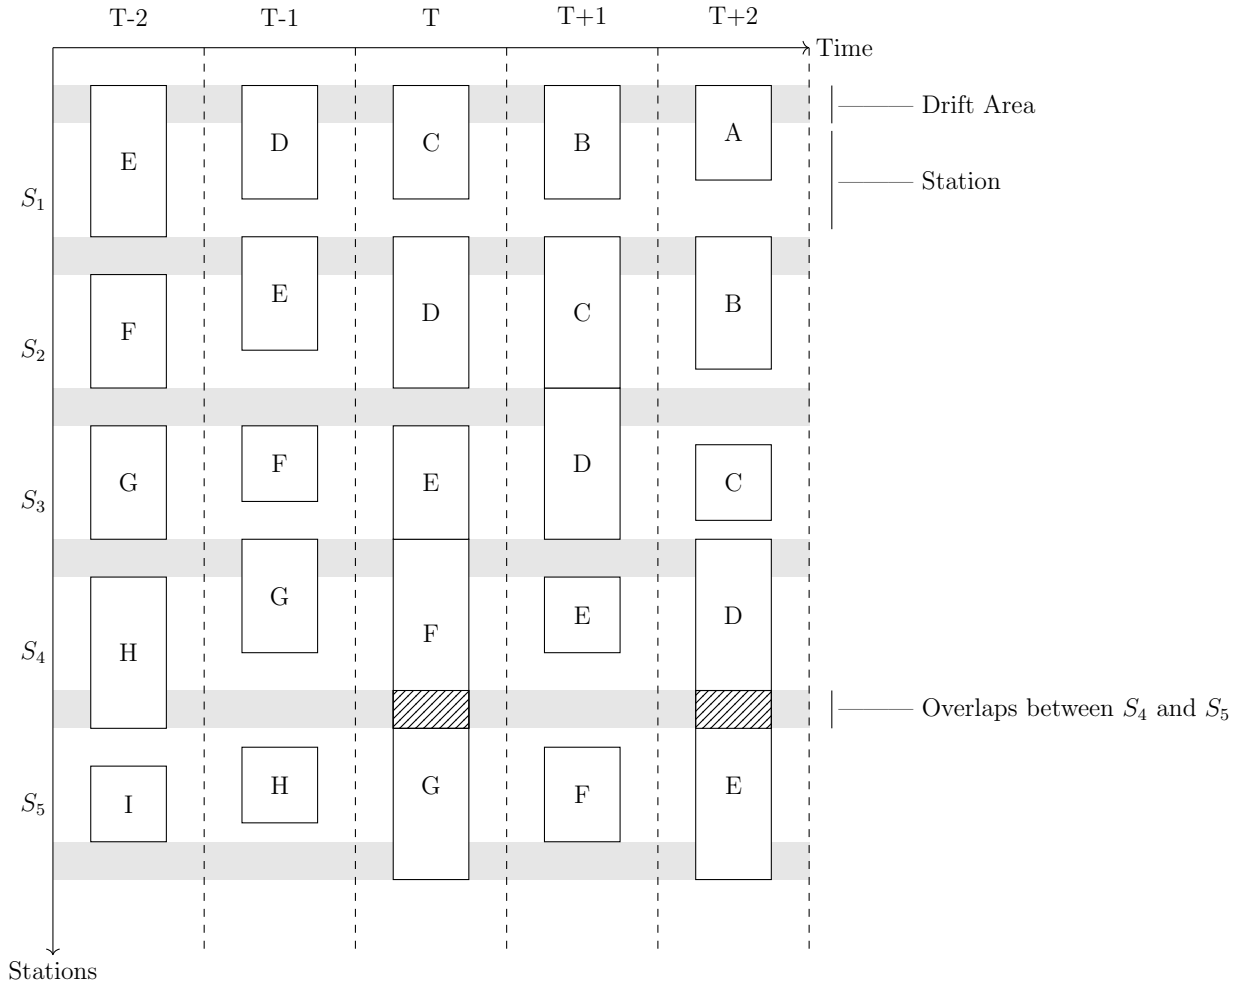 T-2 T-1 T T+1 T+2
Time
Drift Area
D C B A
E
Station
S1
E D C B
F
S2
F E D C
G
S3
G F E D
H
S4
Overlaps between S4 and S5
I H G F E
S5
Stations